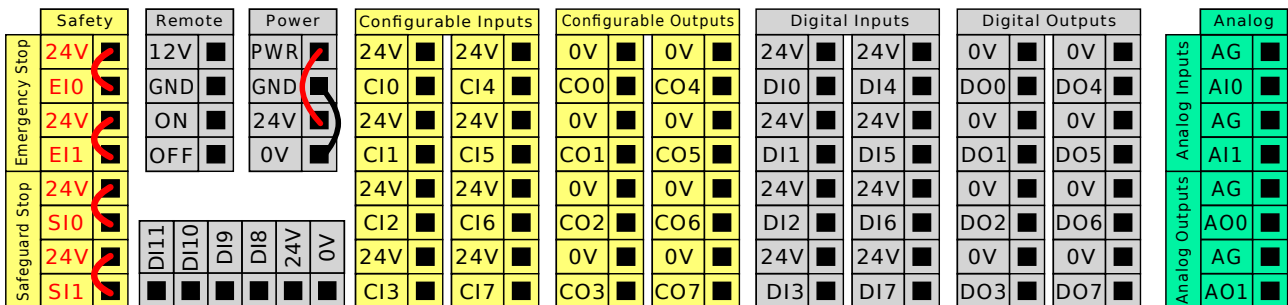 Safety
Emergency Stop
24V
EI0
24V
EI1
Safeguard Stop
24V
SI0
24V
SI1
Remote
12V
GND
ON
OFF
Power
PWR
GND
24V
0V
DI11
DI10
DI9
DI8
24V
0V
Configurable Inputs
24V 24V
CI0 CI4
24V 24V
CI1 CI5
24V 24V
CI2 CI6
24V 24V
CI3 CI7
Configurable Outputs
0V 0V
CO0 CO4
0V 0V
CO1 CO5
0V 0V
CO2 CO6
0V 0V
CO3 CO7
Digital Inputs
24V 24V
DI0 DI4
24V 24V
DI1 DI5
24V 24V
DI2 DI6
24V 24V
DI3 DI7
Digital Outputs
0V 0V
DO0 DO4
0V 0V
DO1 DO5
0V 0V
DO2 DO6
0V 0V
DO3 DO7
Analog
Analog Inputs
AG
AI0
AG
AI1
Analog Outputs
AG
AO0
AG
AO1